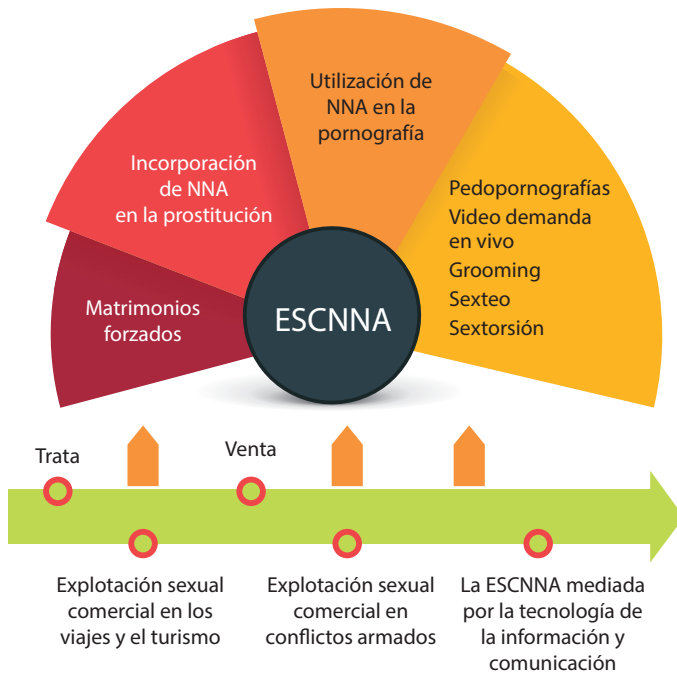 Utilización de
NNA en la
pornografía
Incorporación
de NNA
en la prostitución
Pedopornografías
Video demanda
en vivo
Grooming
Sexteo
Sextorsión
Matrimonios
forzados
ESCNNA
Trata
Venta
Explotación sexual
comercial en los
viajes y el turismo
Explotación sexual
comercial en
conflictos armados
La ESCNNA mediada
por la tecnología de
la información y
comunicación